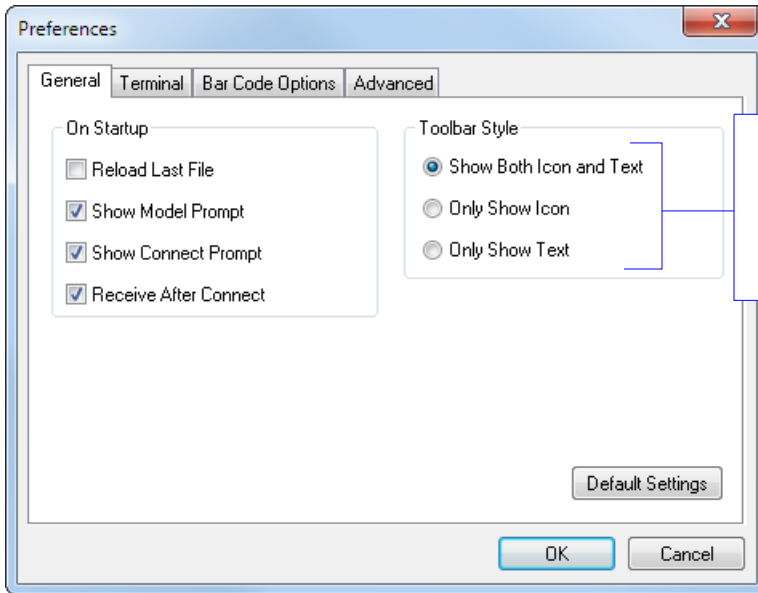 Preferences
General Terminal Bar Code Options Advanced
On Startup
Reload Last File
Show Model Prompt
Show Connect Prompt
Receive After Connect
Toolbar Style
Show Both Icon and Text
Only Show Icon
Only Show Text
Default Settings
OK Cancel